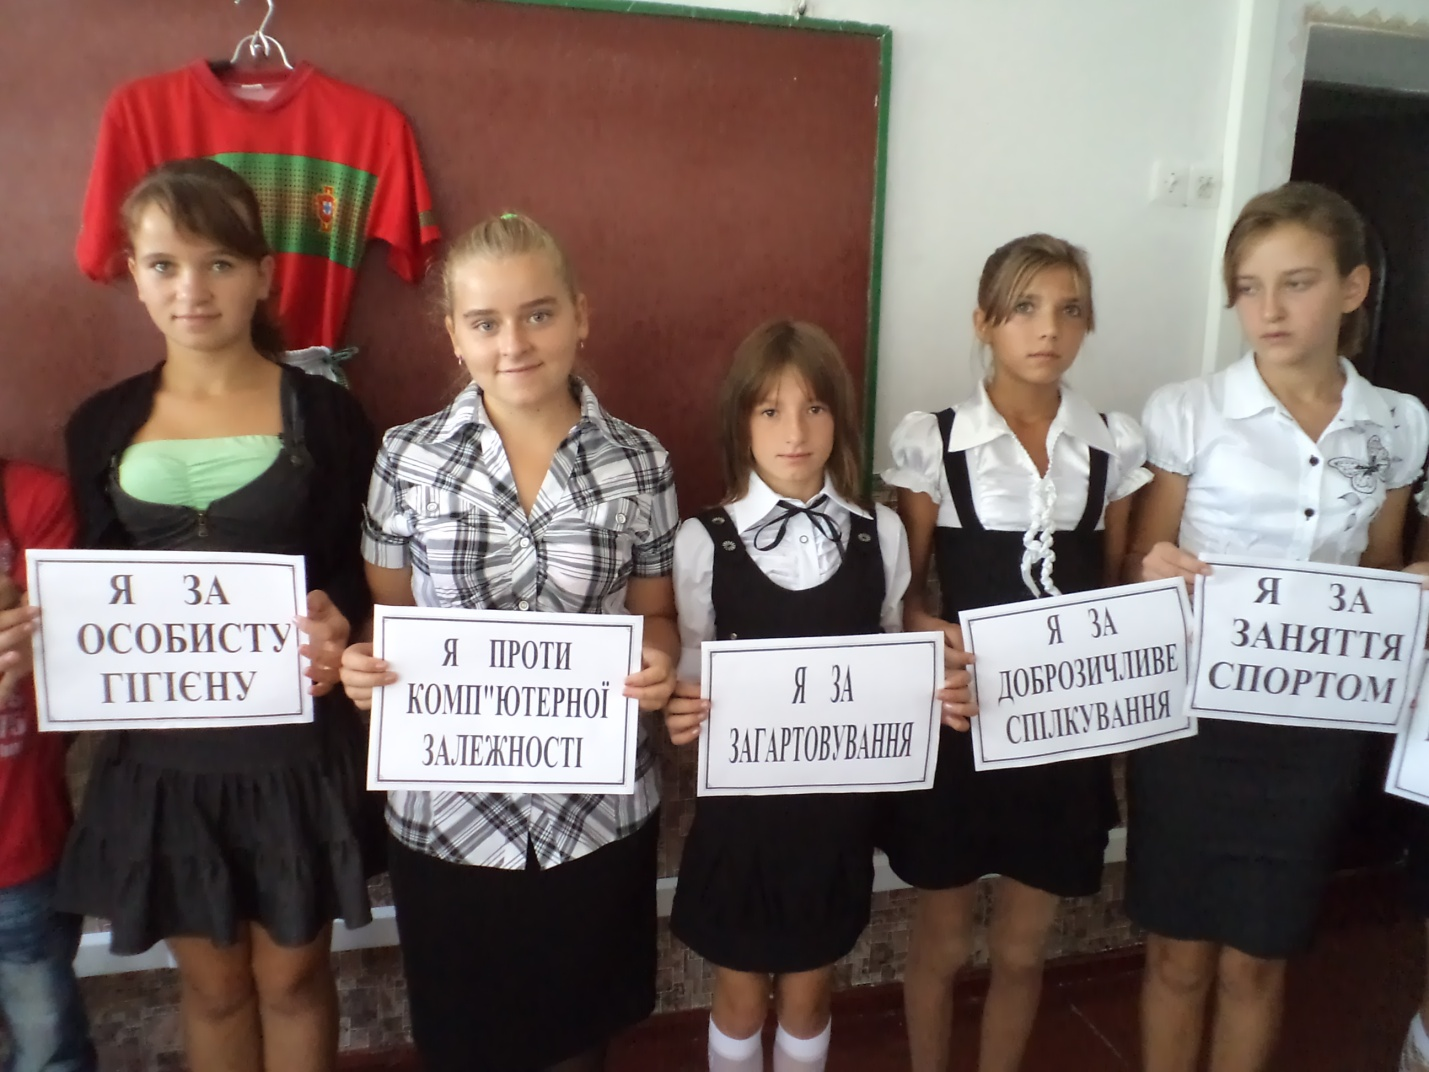 Я ЗА
ОСОБИСТУ
ГІГІЄНУ
Я ПРОТИ
КОМП"ЮТЕРНОЇ
ЗАЛЕЖНОСТІ
Я ЗА
ЗАГАРТОВУВАННЯ
Я ЗА
ДОБРОЗИЧЛИВЕ
СПІЛКУВАННЯ
Я ЗА
ЗАНЯТТЯ
СПОРТОМ